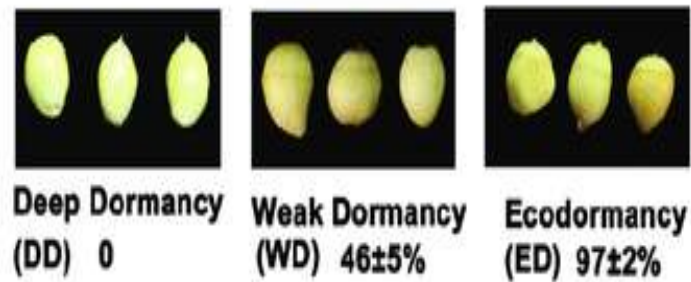 Deep Dormancy
(DD) 0
Weak Dormancy
(WD) 46±5%
Ecodormancy
(ED) 97±2%